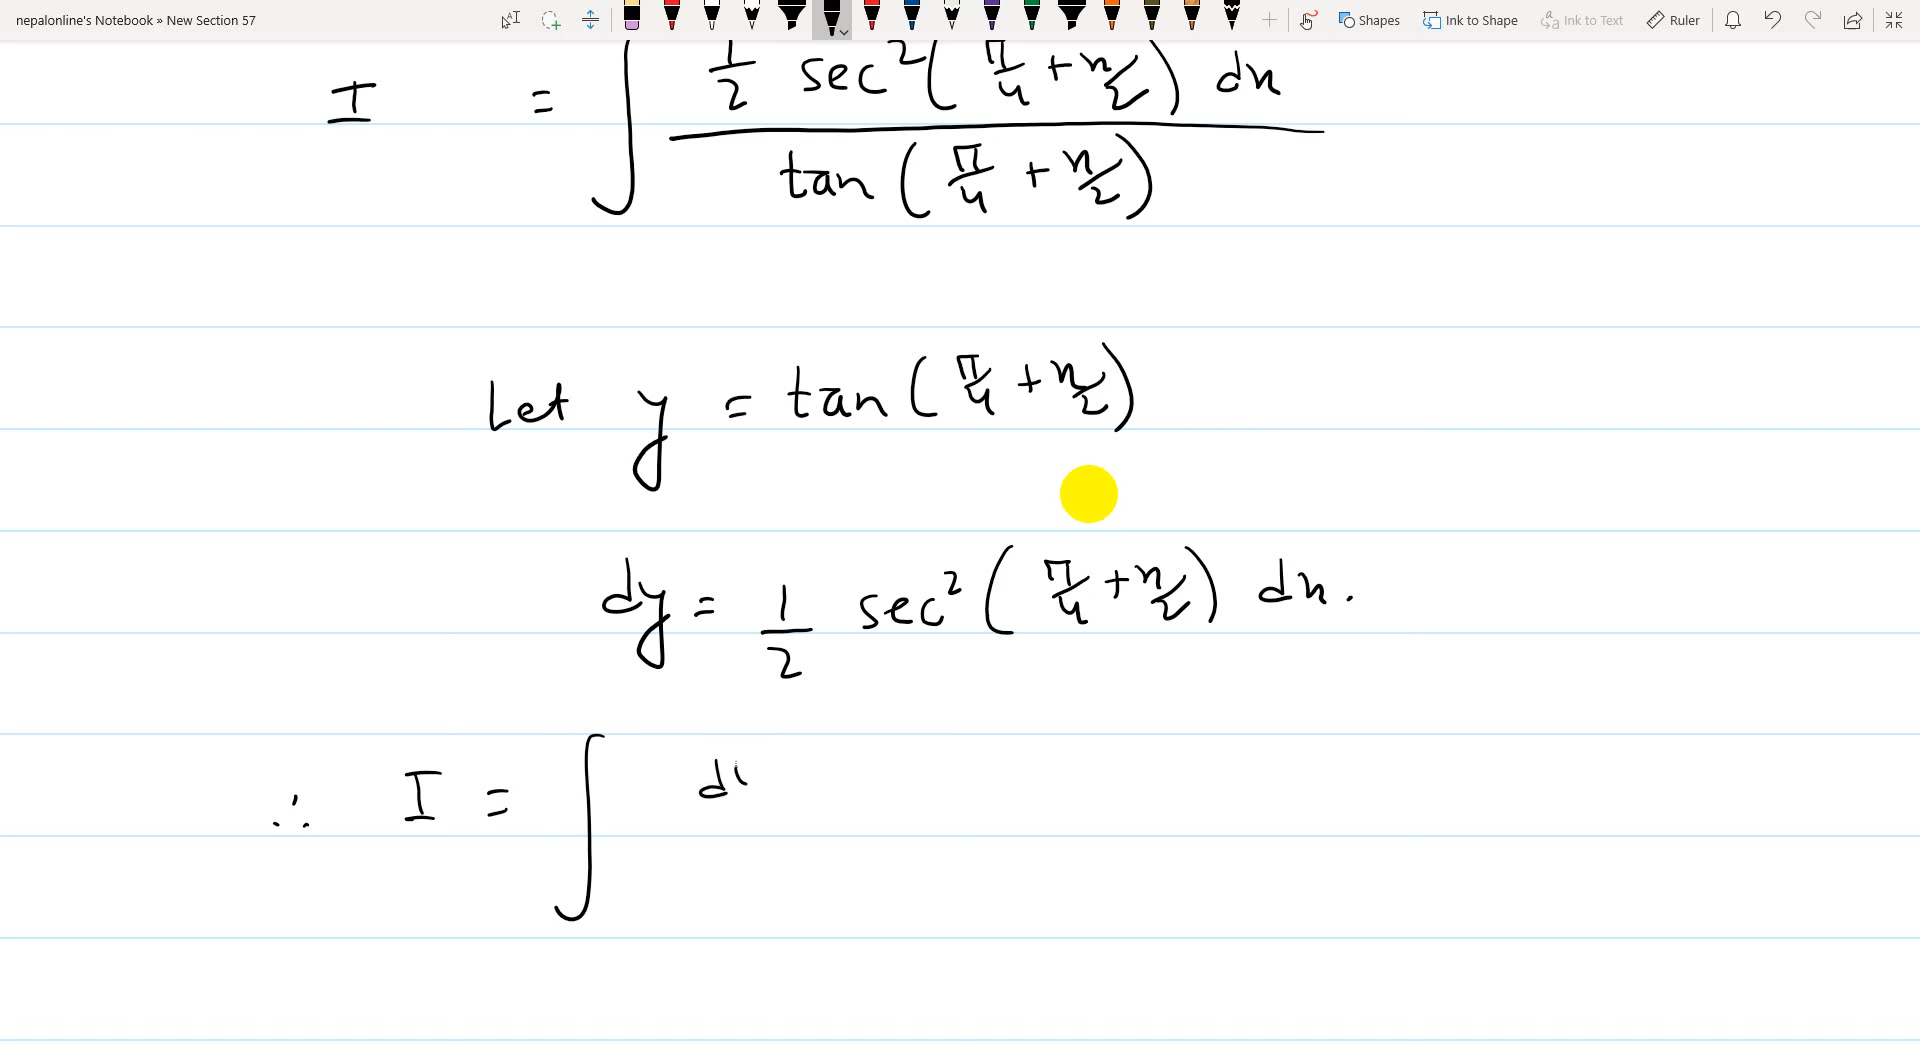 nepalonline's Notebook » New Section 57
Shapes Ink to Shape Ink to Text Ruler
I = ∫ 1/2 sec²(π/4 + x/2) dx / tan(π/4 + x/2)
Let y = tan(π/4 + x/2)
dy = 1/2 sec²(π/4 + x/2) dx.
∴ I = ∫ d